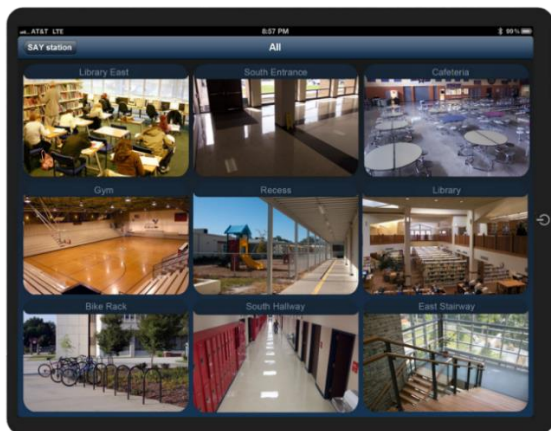 AT&T LTE 8:57 PM 99%
SAY station All
Library East South Entrance Cafeteria
Gym Recess Library
Bike Rack South Hallway East Stairway